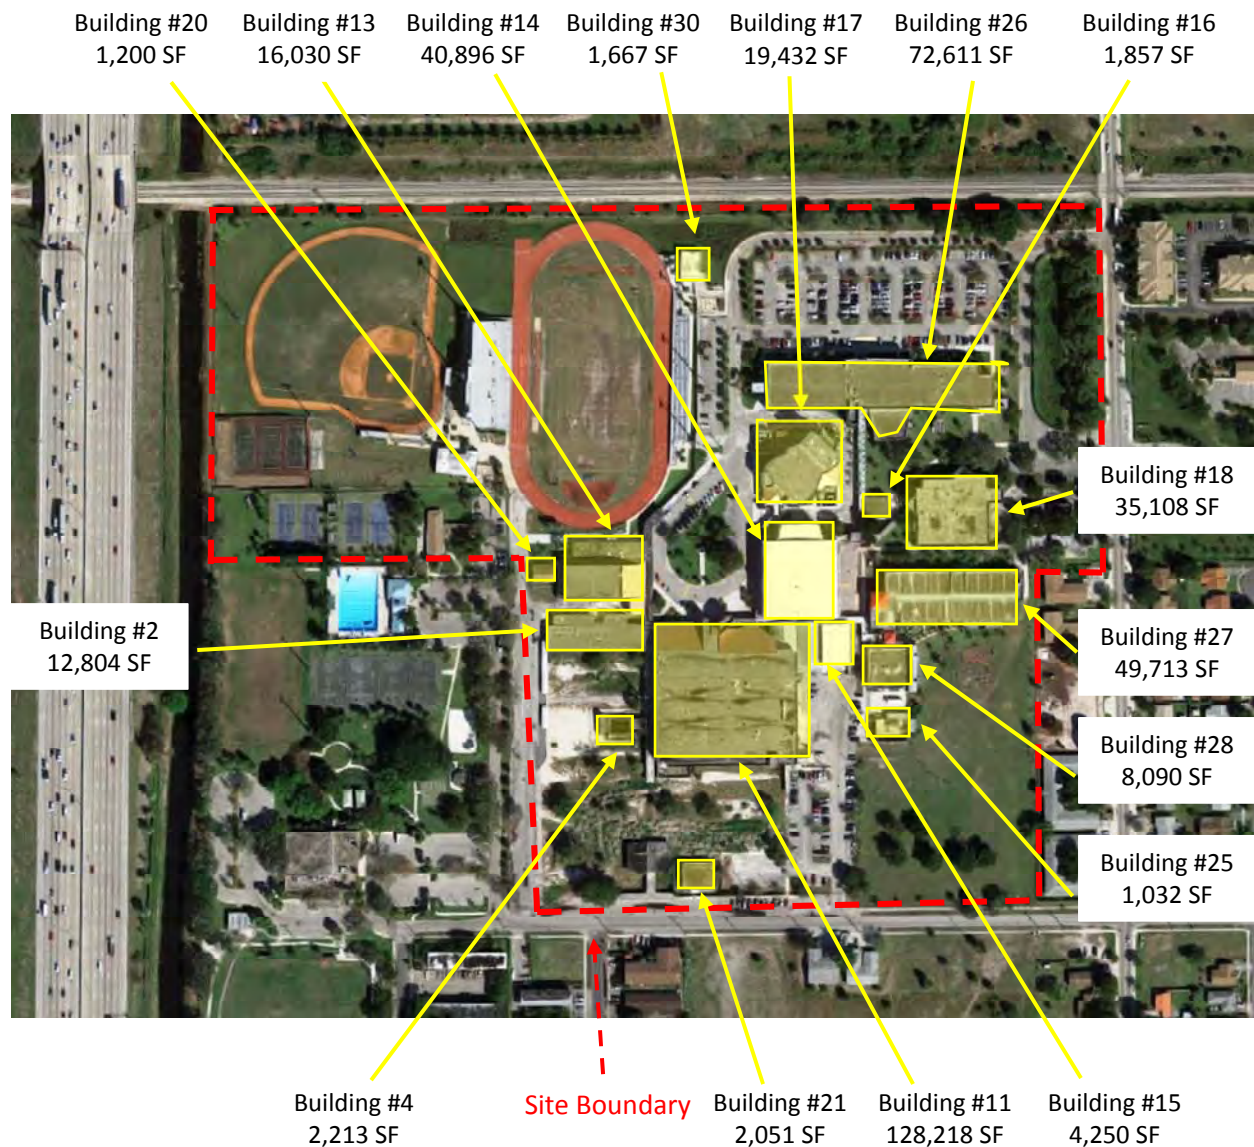 Building #20
1,200 SF
Building #13
16,030 SF
Building #14
40,896 SF
Building #30
1,667 SF
Building #17
19,432 SF
Building #26
72,611 SF
Building #16
1,857 SF
Building #18
35,108 SF
Building #2
12,804 SF
Building #27
49,713 SF
Building #28
8,090 SF
Building #25
1,032 SF
Building #4
2,213 SF
Site Boundary
Building #21
2,051 SF
Building #11
128,218 SF
Building #15
4,250 SF